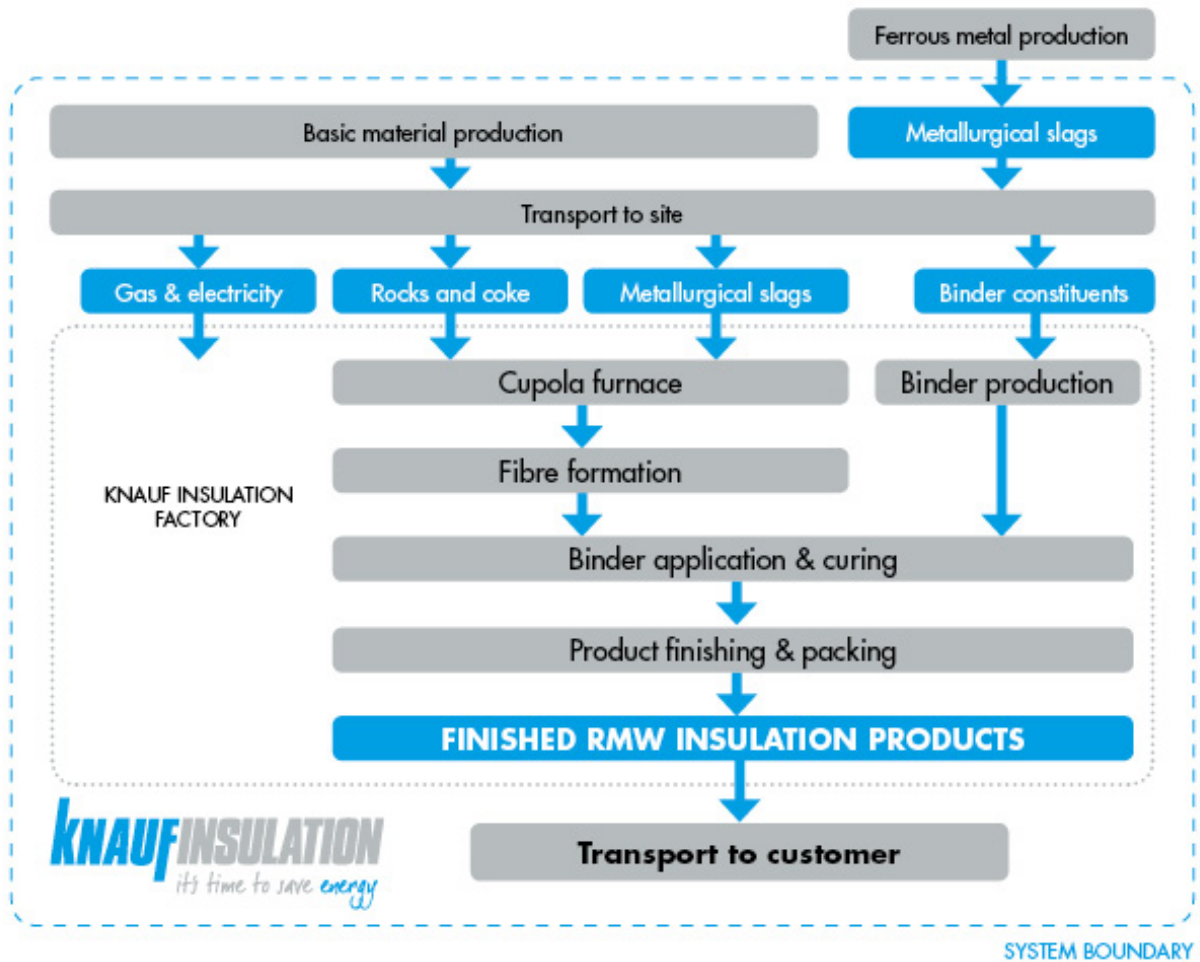 Ferrous metal production
Basic material production
Metallurgical slags
Transport to site
Gas & electricity
Rocks and coke
Metallurgical slags
Binder constituents
Cupola furnace
Binder production
Fibre formation
KNAUF INSULATION
FACTORY
Binder application & curing
Product finishing & packing
FINISHED RMW INSULATION PRODUCTS
KNAUFINSULATION
it's time to save energy
Transport to customer
SYSTEM BOUNDARY